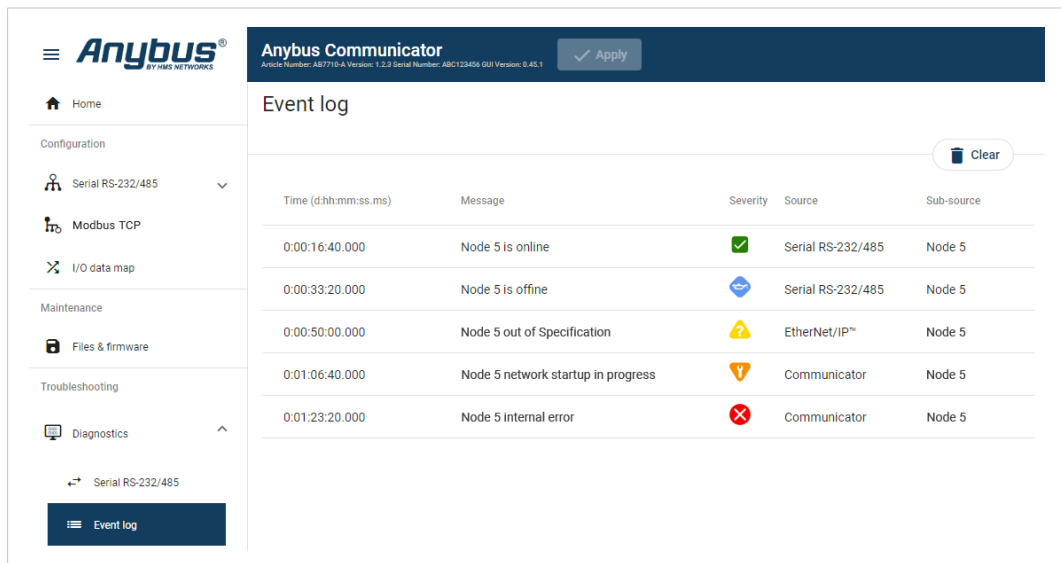 Anybus®
BY HMS NETWORKS
Anybus Communicator
Article Number: AB7710-A Version: 1.2.3 Serial Number: ABC123456 GUI Version: 0.45.1
Apply
Home
Configuration
Serial RS-232/485
Modbus TCP
I/O data map
Maintenance
Files & firmware
Troubleshooting
Diagnostics
Serial RS-232/485
Event log
Event log
Clear
Time (d:hh:mm:ss.ms) Message Severity Source Sub-source
0:00:16:40.000 Node 5 is online Serial RS-232/485 Node 5
0:00:33:20.000 Node 5 is offine Serial RS-232/485 Node 5
0:00:50:00.000 Node 5 out of Specification EtherNet/IP™ Node 5
0:01:06:40.000 Node 5 network startup in progress Communicator Node 5
0:01:23:20.000 Node 5 internal error Communicator Node 5